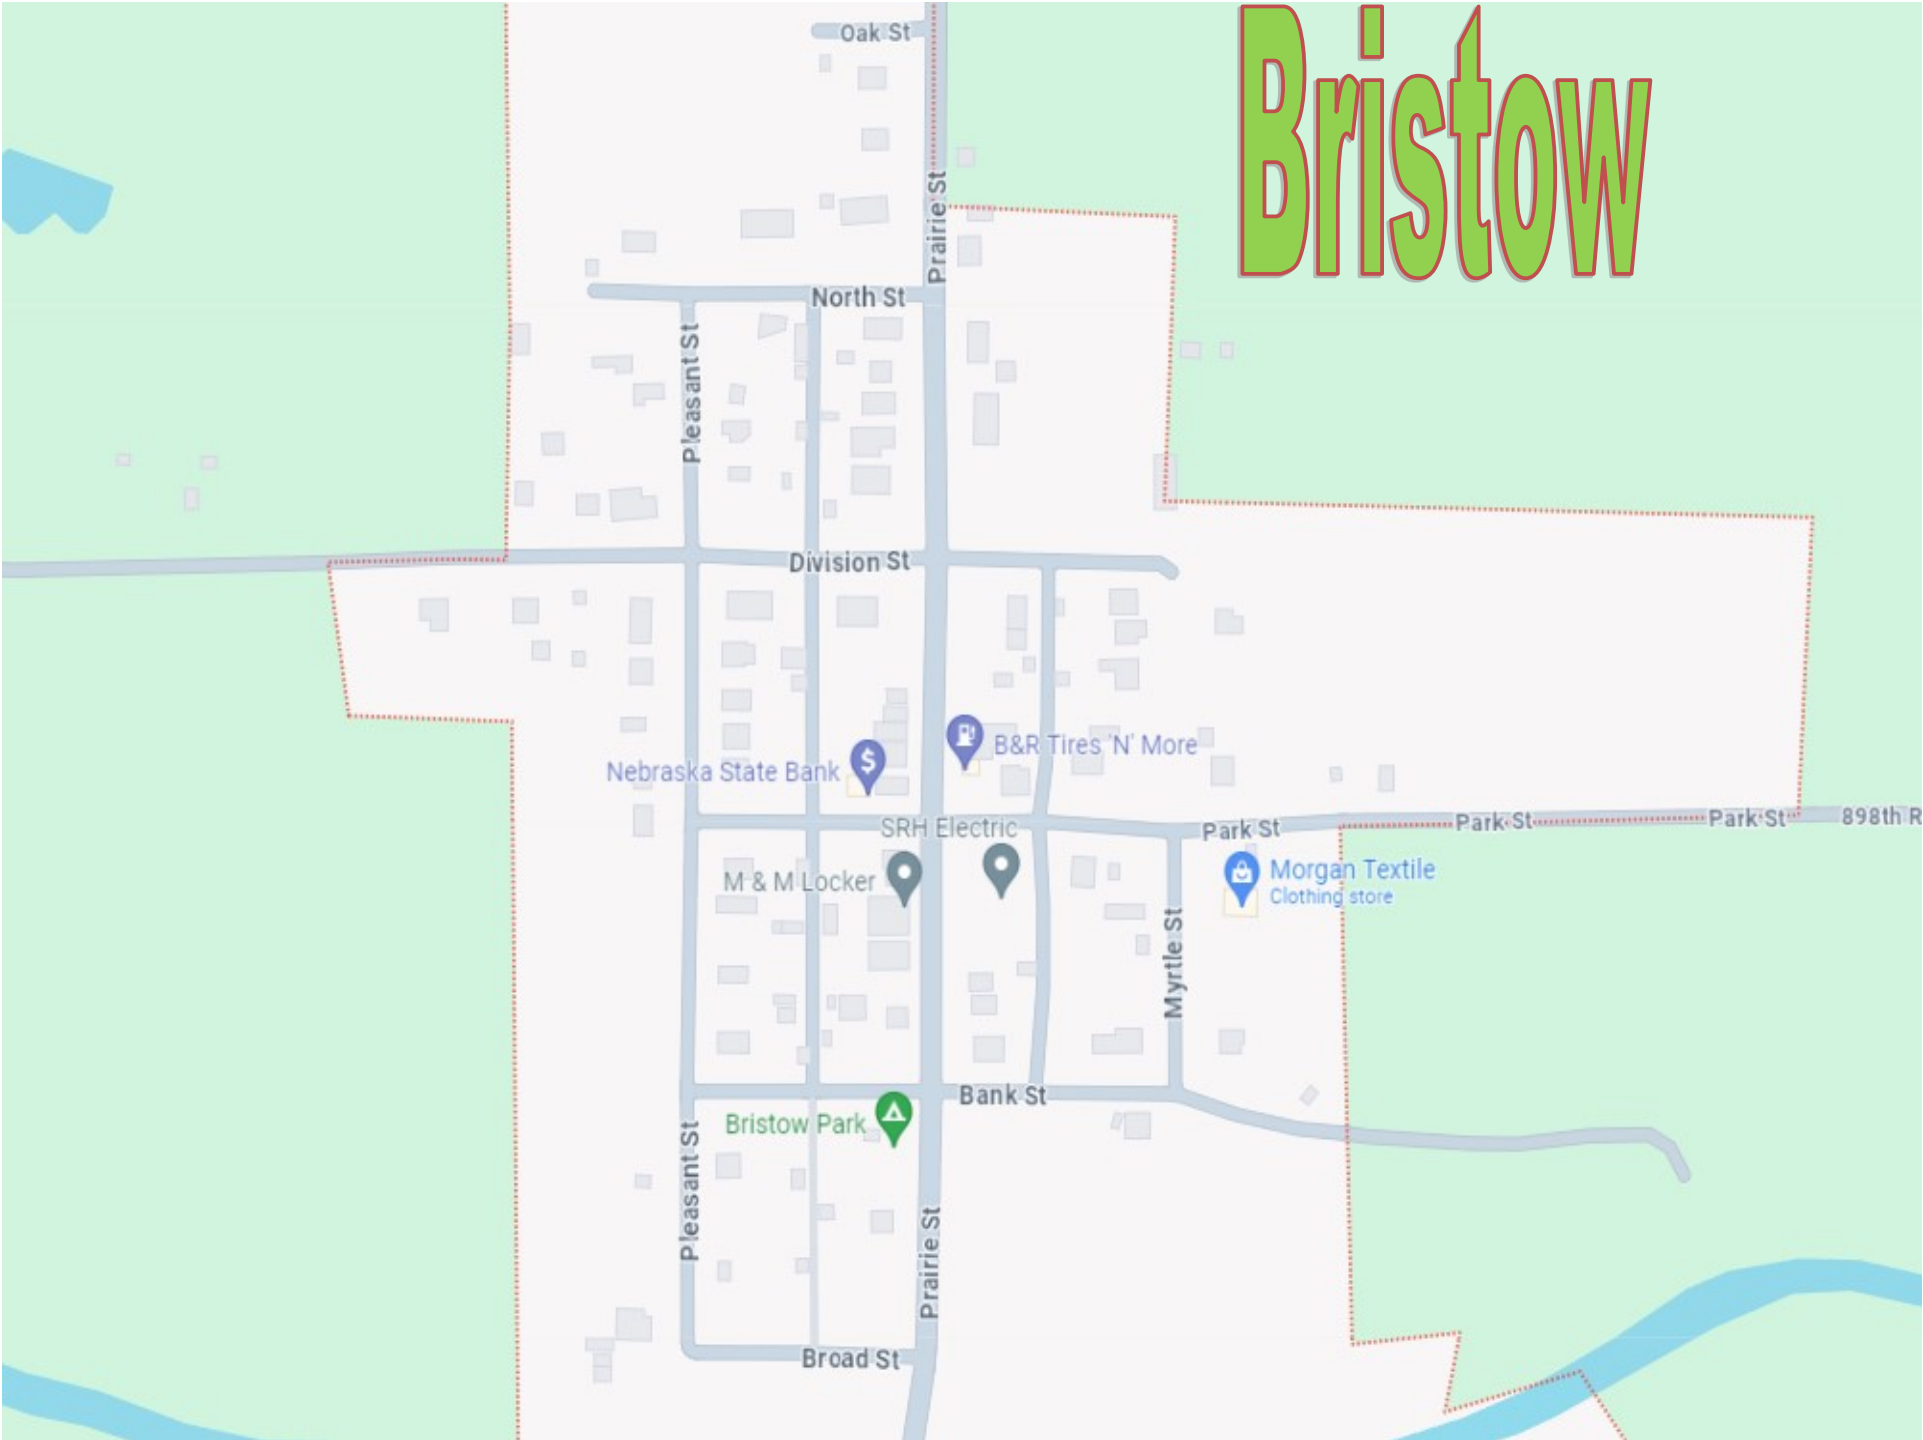 Bristow
Oak St
Prairie St
North St
Pleasant St
Division St
B&R Tires 'N' More
Nebraska State Bank
SRH Electric
Park St
Park St
Park St
898th R
M & M Locker
Morgan Textile
Clothing store
Myrtle St
Bank St
Bristow Park
Pleasant St
Prairie St
Broad St